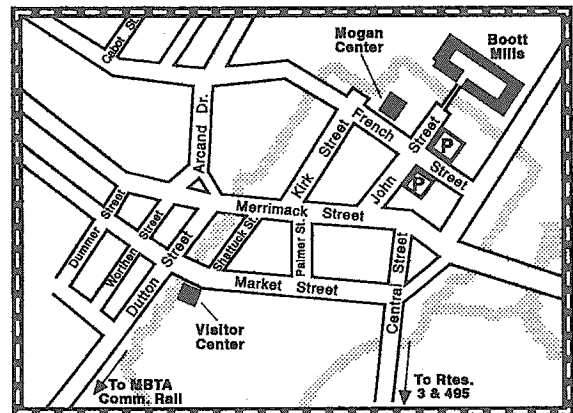 Cabot St.
Mogan
Center
Boott
Mills
Arcand Dr.
French
Street
P
Street
Kirk
Street
John
Street
P
Merrimack Street
Shattuck St.
Palmer St.
Dummer Street
Worthen Street
Dutton Street
Market Street
Central Street
Visitor
Center
To MBTA
Comm. Rail
To Rtes.
3 & 495